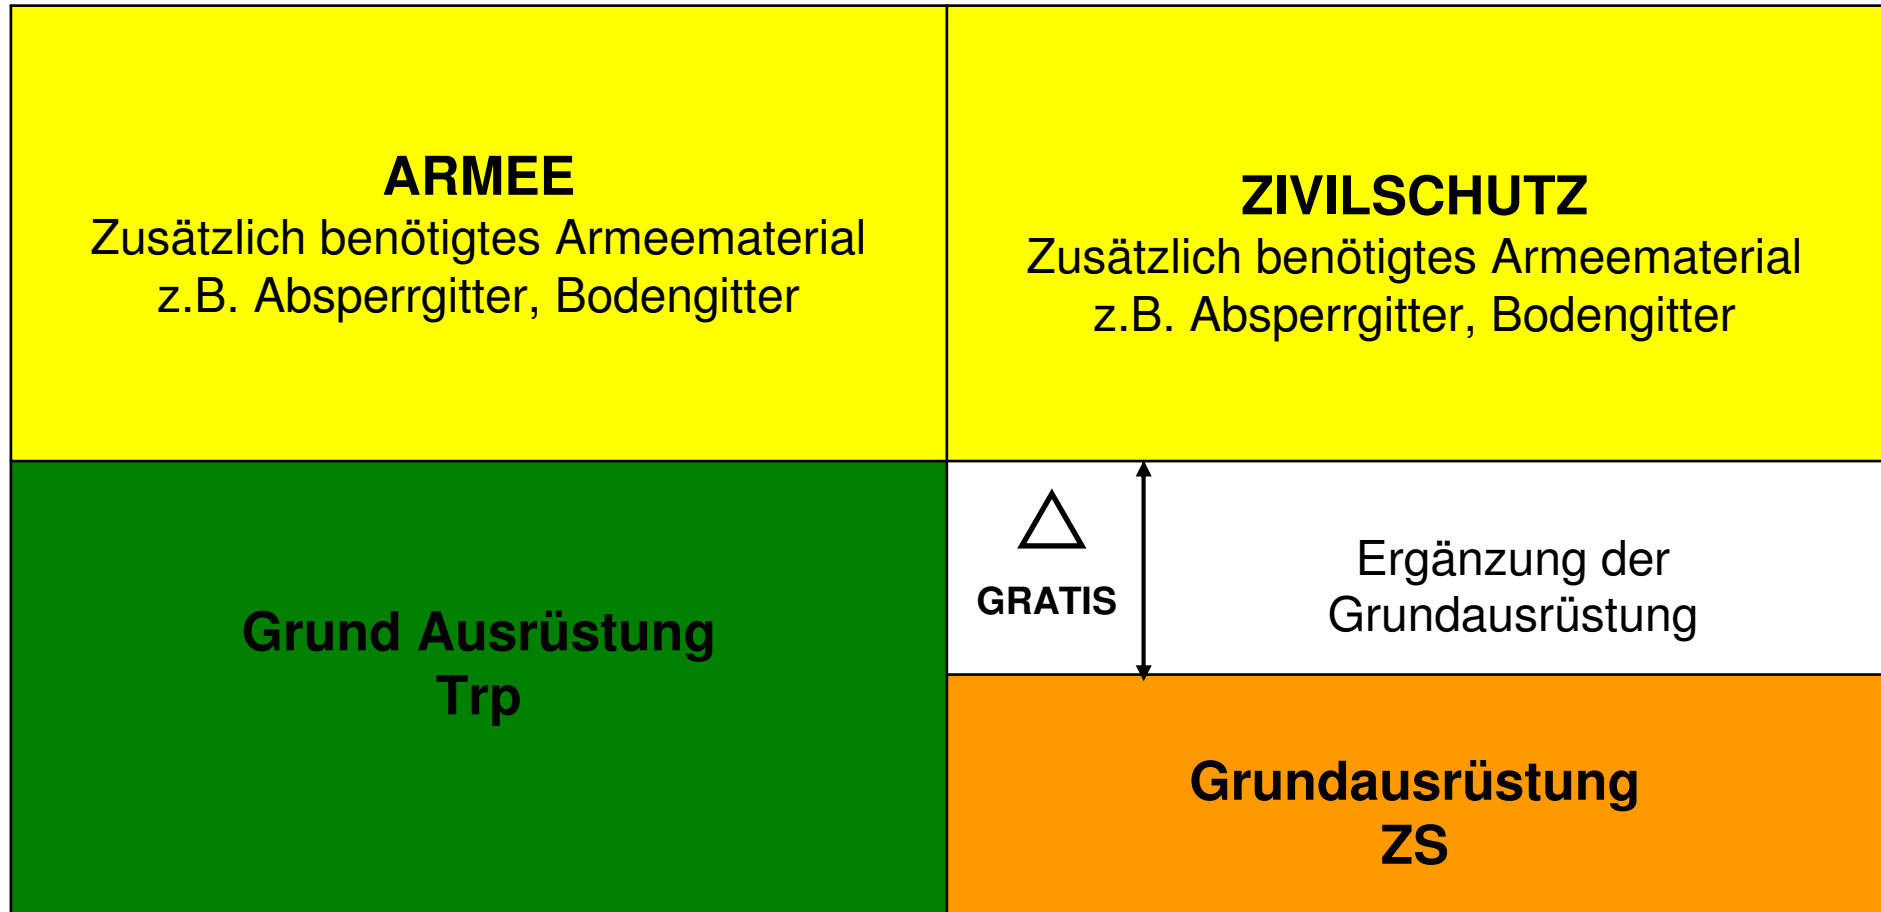 ARMEE
Zusätzlich benötigtes Armeematerial
z.B. Absperrgitter, Bodengitter
ZIVILSCHUTZ
Zusätzlich benötigtes Armeematerial
z.B. Absperrgitter, Bodengitter
Grund Ausrüstung
Trp
GRATIS
Ergänzung der
Grundausrüstung
Grundausrüstung
ZS